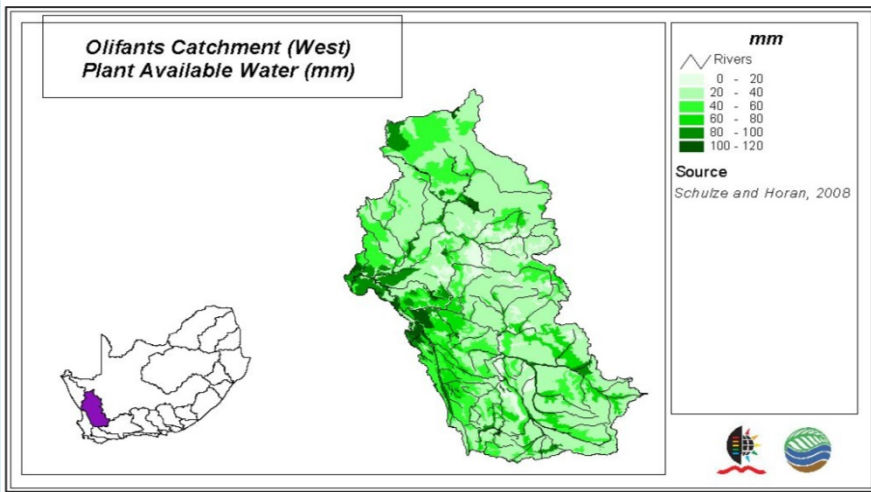 Olifants Catchment (West)
Plant Available Water (mm)
mm
Rivers
0 - 20
20 - 40
40 - 60
60 - 80
80 - 100
100 - 120
Source
Schulze and Horan, 2008